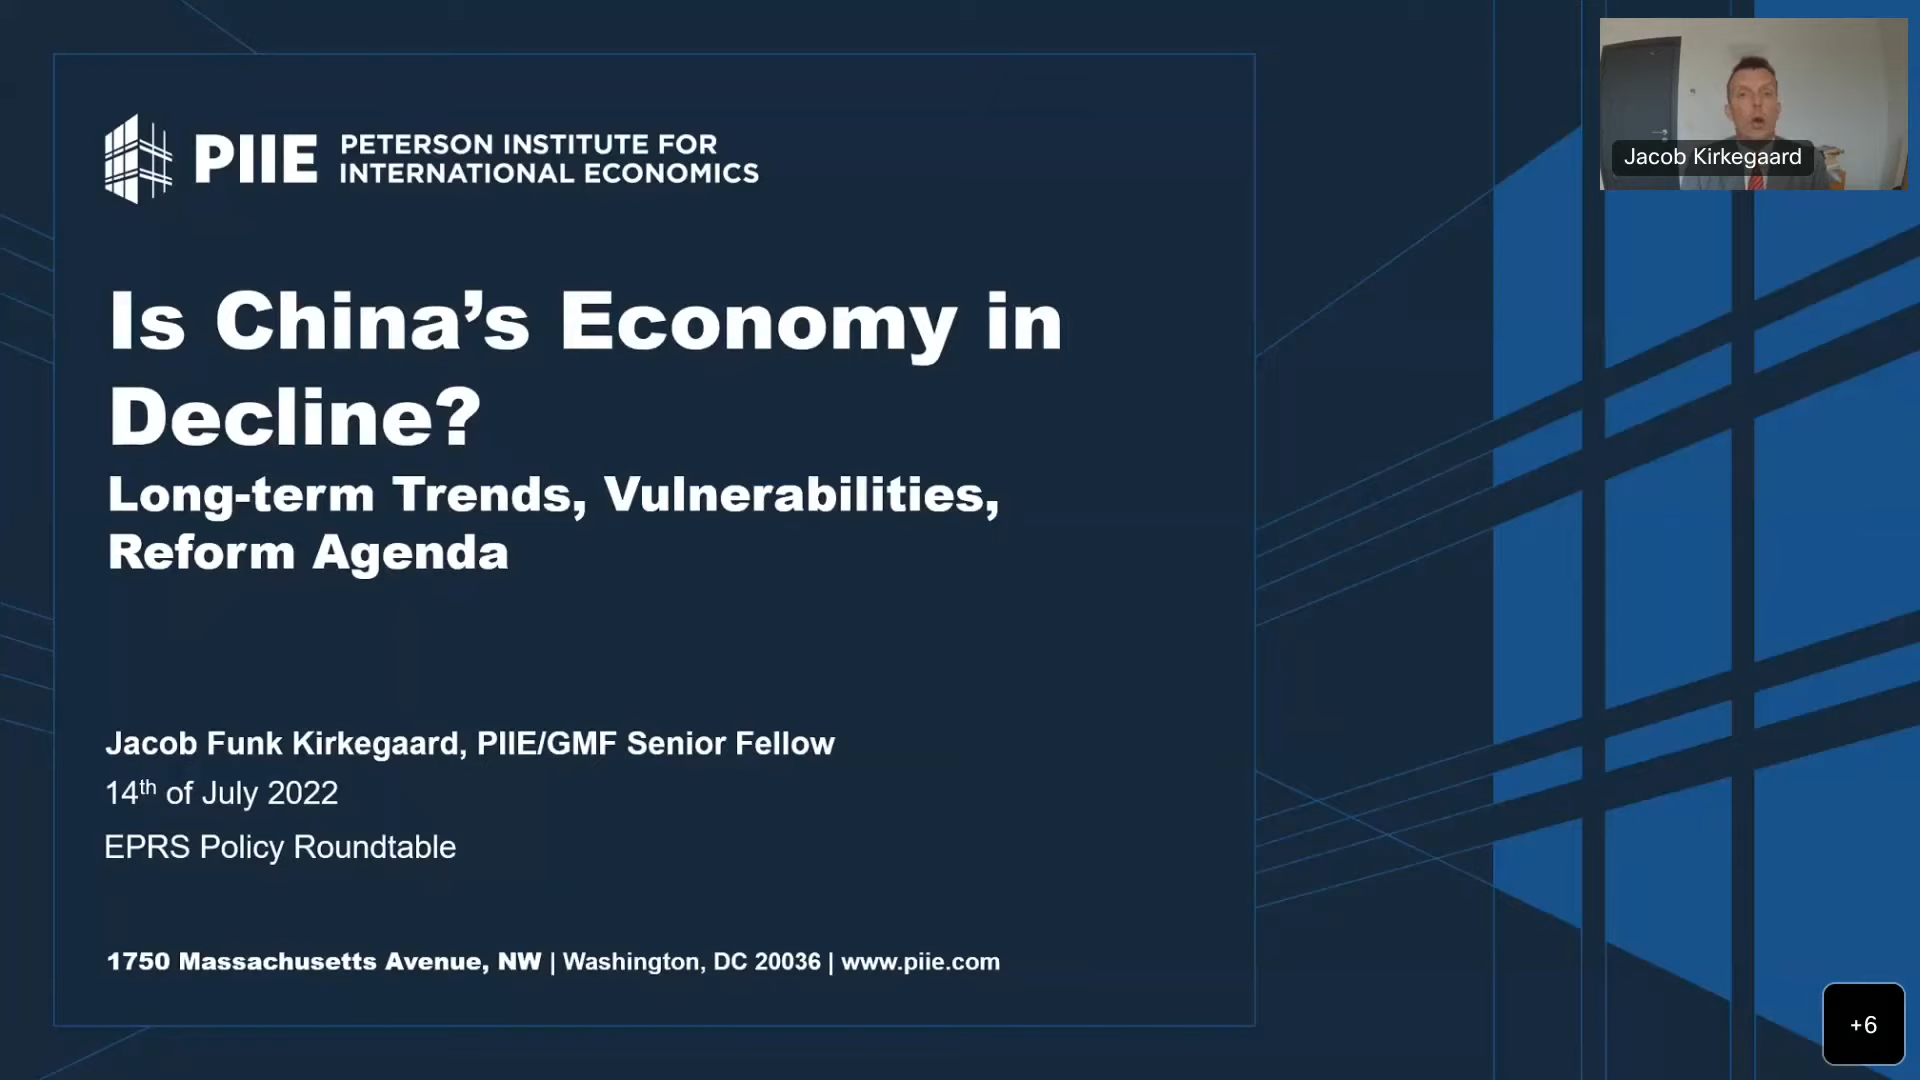 PIIE PETERSON INSTITUTE FOR
INTERNATIONAL ECONOMICS
Is China’s Economy in
Decline?
Long-term Trends, Vulnerabilities,
Reform Agenda
Jacob Funk Kirkegaard, PIIE/GMF Senior Fellow
14th of July 2022
EPRS Policy Roundtable
1750 Massachusetts Avenue, NW | Washington, DC 20036 | www.piie.com
Jacob Kirkegaard
+6